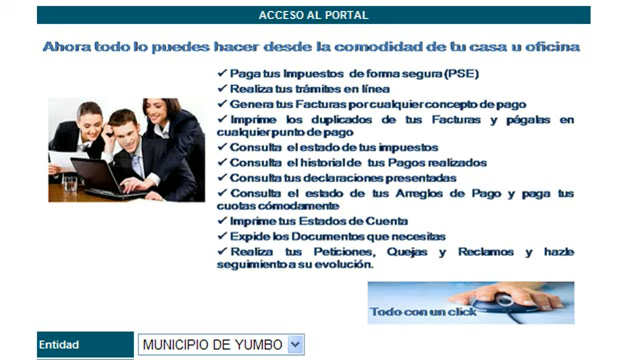 ACCESO AL PORTAL
Ahora todo lo puedes hacer desde la comodidad de tu casa u oficina
✓ Paga tus Impuestos de forma segura (PSE)
✓ Realiza tus trámites en línea
✓ Genera tus Facturas por cualquier concepto de pago
✓ Imprime los duplicados de tus Facturas y págalas en
cualquier punto de pago
✓ Consulta el estado de tus impuestos
✓ Consulta el historial de tus Pagos realizados
✓ Consulta tus declaraciones presentadas
✓ Consulta el estado de tus Arreglos de Pago y paga tus
cuotas cómodamente
✓ Imprime tus Estados de Cuenta
✓ Expide los Documentos que necesitas
✓ Realiza tus Peticiones, Quejas y Reclamos y hazle
seguimiento a su evolución.
Todo con un click
Entidad MUNICIPIO DE YUMBO